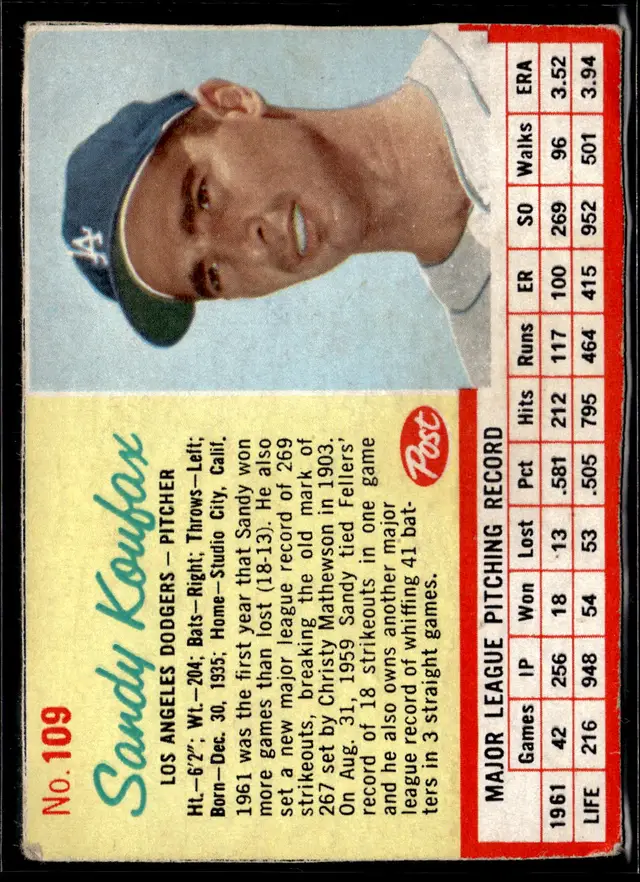 No. 109
Sandy Koufax
LOS ANGELES DODGERS — PITCHER
Ht.—6'2"; Wt.—204; Bats—Right; Throws—Left;
Born—Dec. 30, 1935; Home—Studio City, Calif.
1961 was the first year that Sandy won
more games than lost (18-13). He also
set a new major league record of 269
strikeouts, breaking the old mark of
267 set by Christy Mathewson in 1903.
On Aug. 31, 1959 Sandy tied Fellers'
record of 18 strikeouts in one game
and he also owns another major
league record of whiffing 41 bat-
ters in 3 straight games.
Post
LA
MAJOR LEAGUE PITCHING RECORD
Games IP Won Lost Pct Hits Runs ER SO Walks ERA
1961 42 256 18 13 .581 212 117 100 269 96 3.52
LIFE 216 948 54 53 .505 795 464 415 952 501 3.94